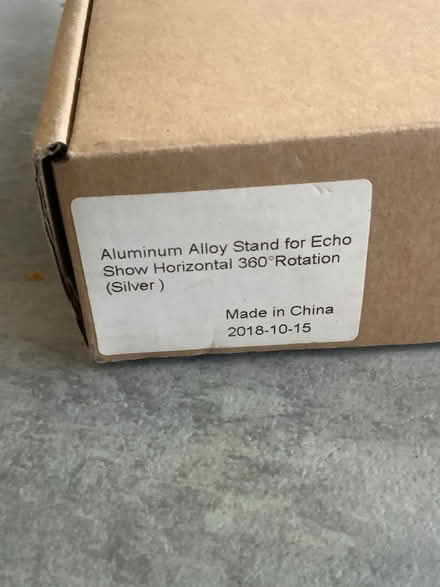 Aluminum Alloy Stand for Echo
Show Horizontal 360°Rotation
(Silver )
Made in China
2018-10-15